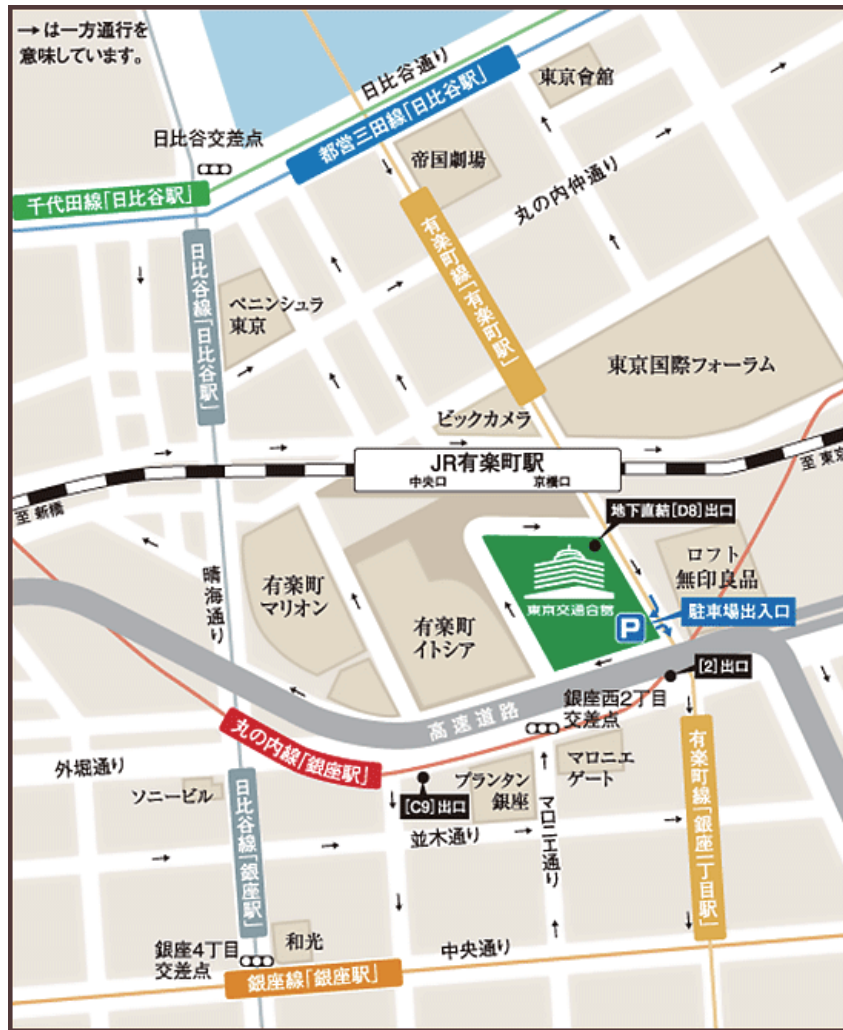 →は一方通行を
意味しています。
日比谷通り
都営三田線「日比谷駅」
東京會舘
日比谷交差点
帝国劇場
千代田線「日比谷駅」
丸の内仲通り
有楽町線「有楽町駅」
日比谷線「日比谷駅」
ペニンシュラ
東京
東京国際フォーラム
ビックカメラ
JR有楽町駅
中央口
京橋口
至 東京
至 新橋
地下直結[D8]出口
ロフト
無印良品
晴海通り
有楽町
マリオン
東京交通会館
有楽町
イトシア
P
駐車場出入口
[2]出口
高速道路
銀座西2丁目
交差点
丸の内線「銀座駅」
外堀通り
マロニエ
ゲート
有楽町線「銀座一丁目駅」
プランタン
銀座
ソニービル
[C9]出口
日比谷線「銀座駅」
マロニエ通り
並木通り
銀座4丁目
交差点
和光
中央通り
銀座線「銀座駅」